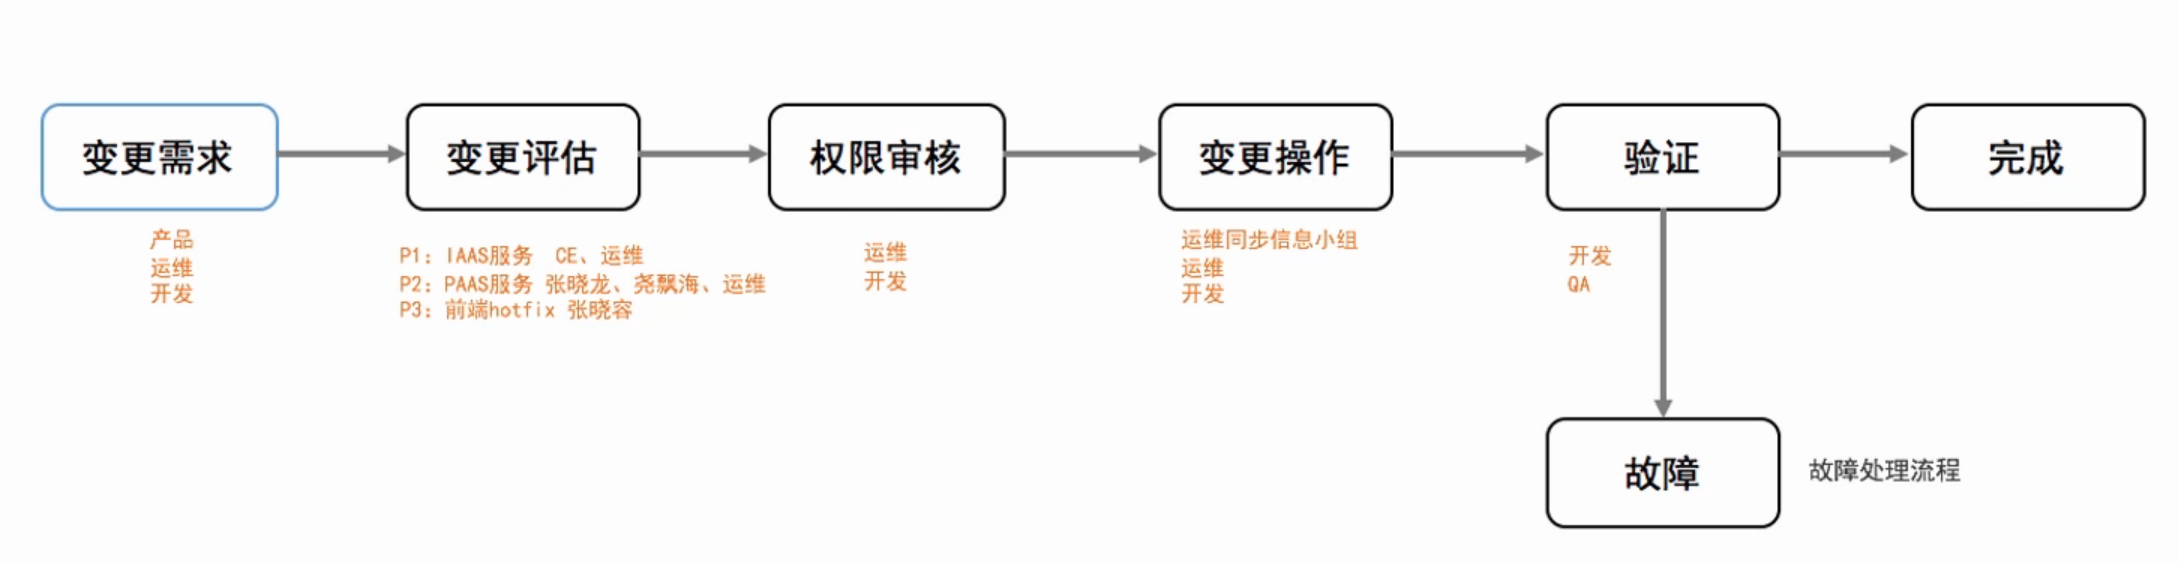 变更需求
变更评估
权限审核
变更操作
验证
完成
产品
运维
开发
P1: IAAS服务 CE、运维
P2: PAAS服务 张晓龙、尧飘海、运维
P3: 前端hotfix 张晓容
运维
开发
运维同步信息小组
运维
开发
开发
QA
故障
故障处理流程